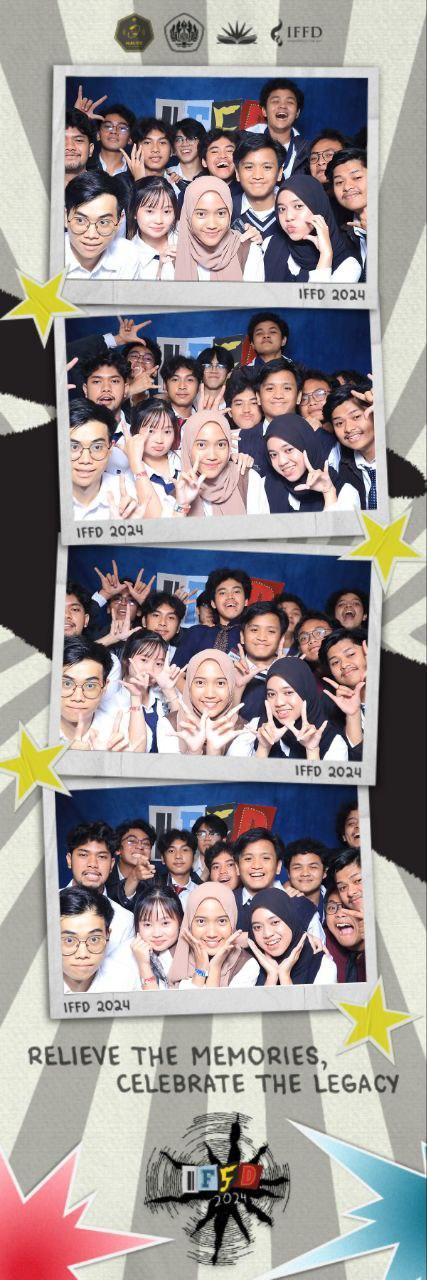 IFFD
IFFD 2024
IFFD 2024
IFFD 2024
IFFD 2024
RELIEVE THE MEMORIES,
CELEBRATE THE LEGACY
IFFD
2024